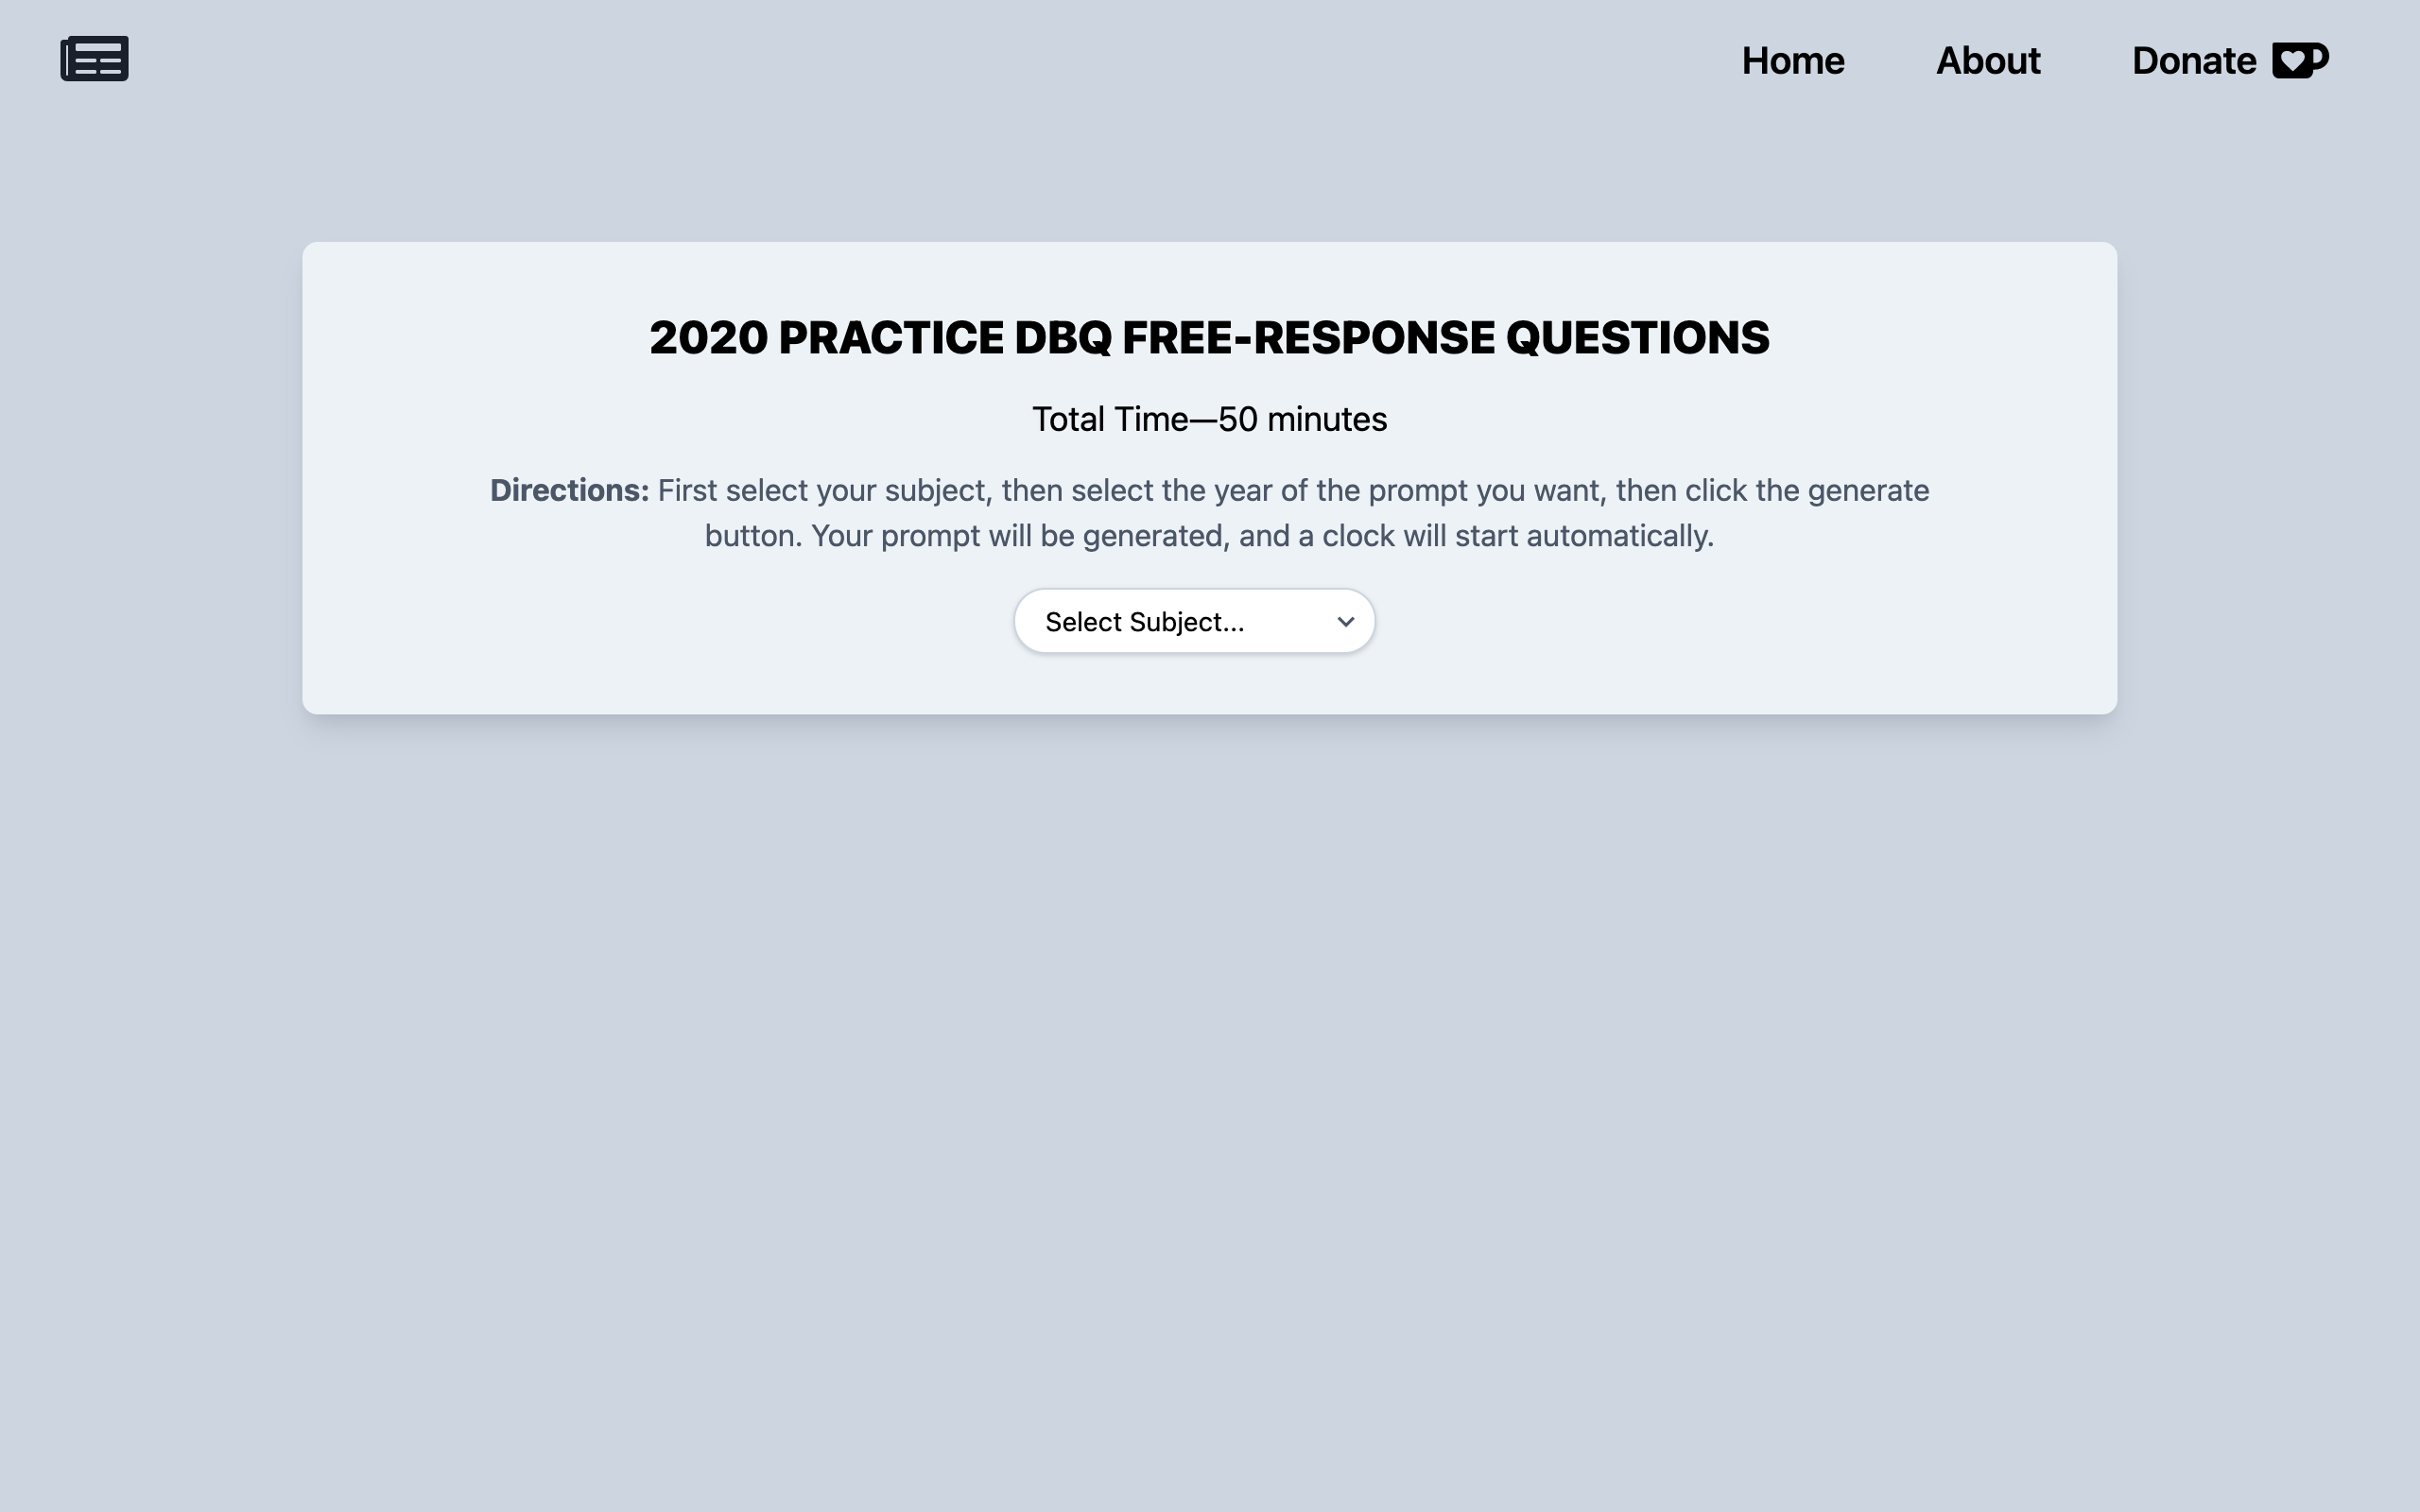 Home About Donate
2020 PRACTICE DBQ FREE-RESPONSE QUESTIONS
Total Time—50 minutes
Directions: First select your subject, then select the year of the prompt you want, then click the generate
button. Your prompt will be generated, and a clock will start automatically.
Select Subject...